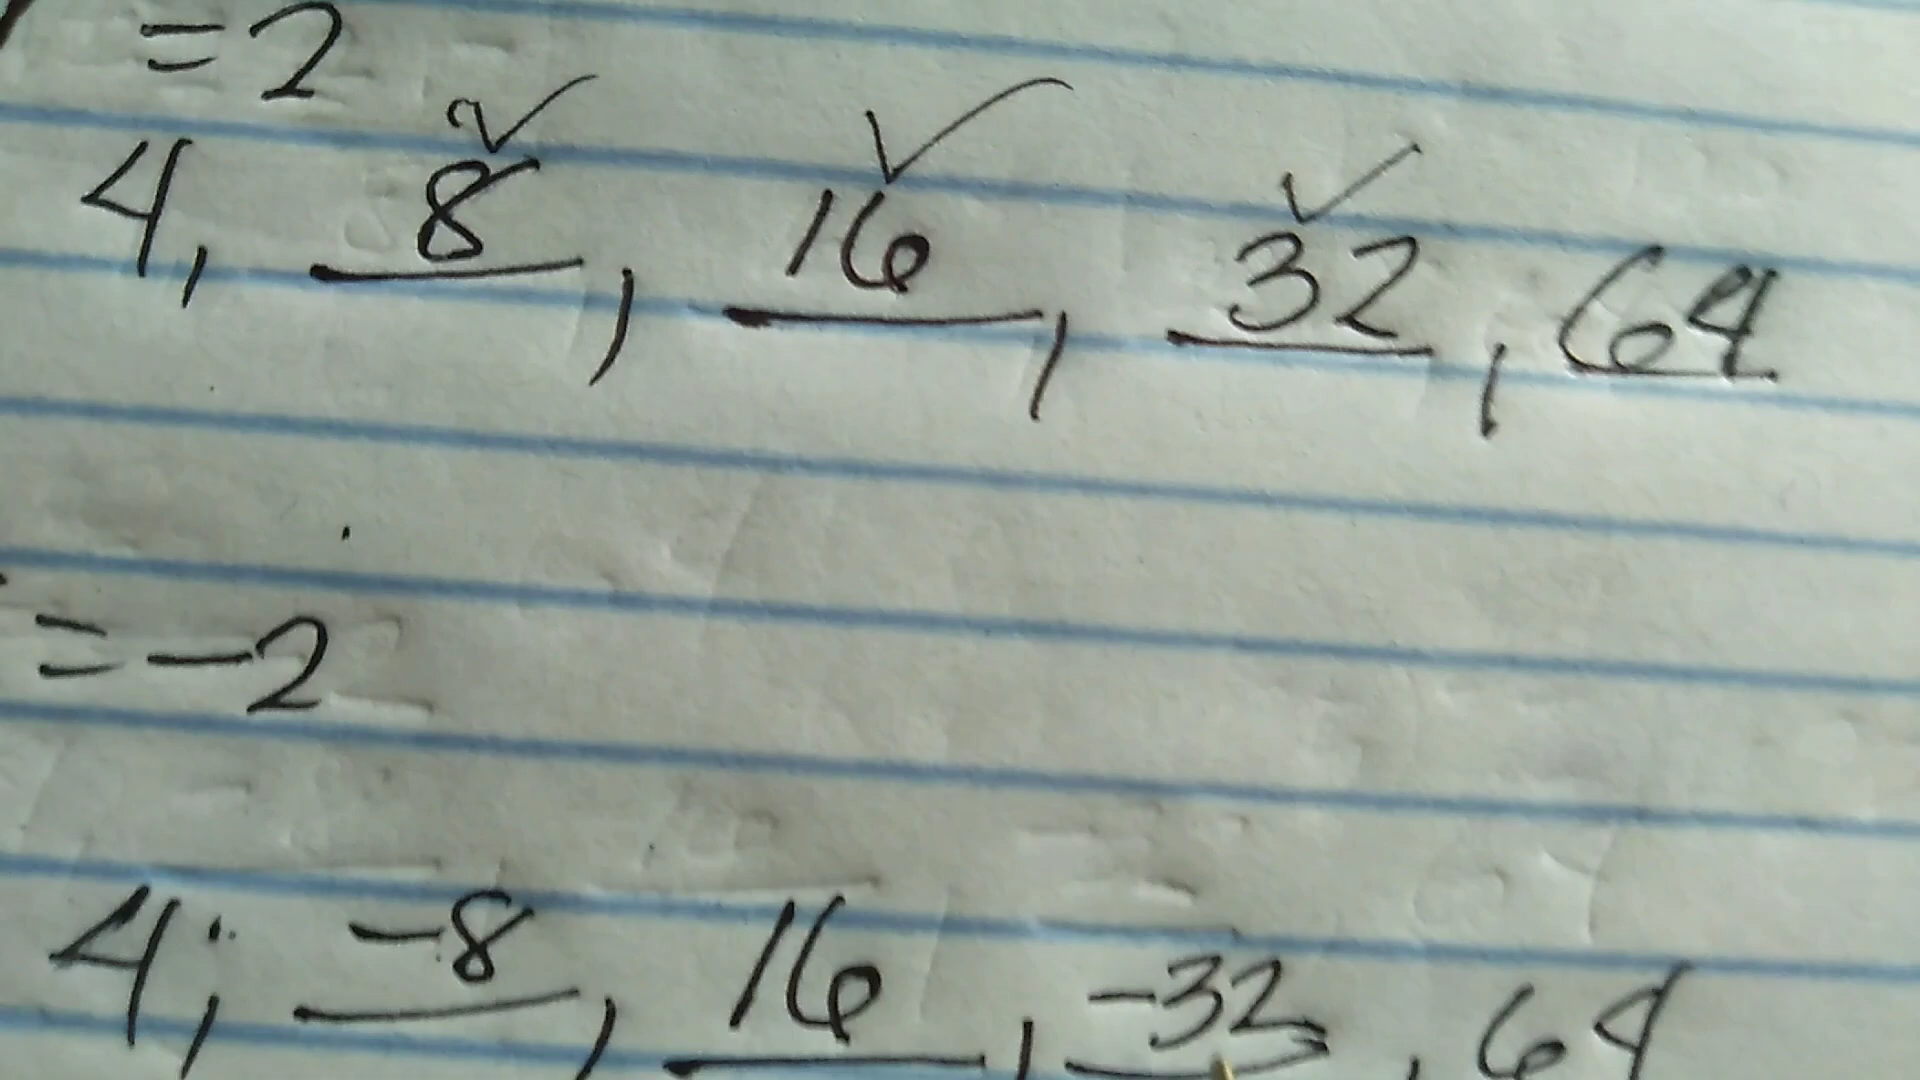 =2
4, 8, 16, 32, 64
=-2
4, -8, 16, -32, 64